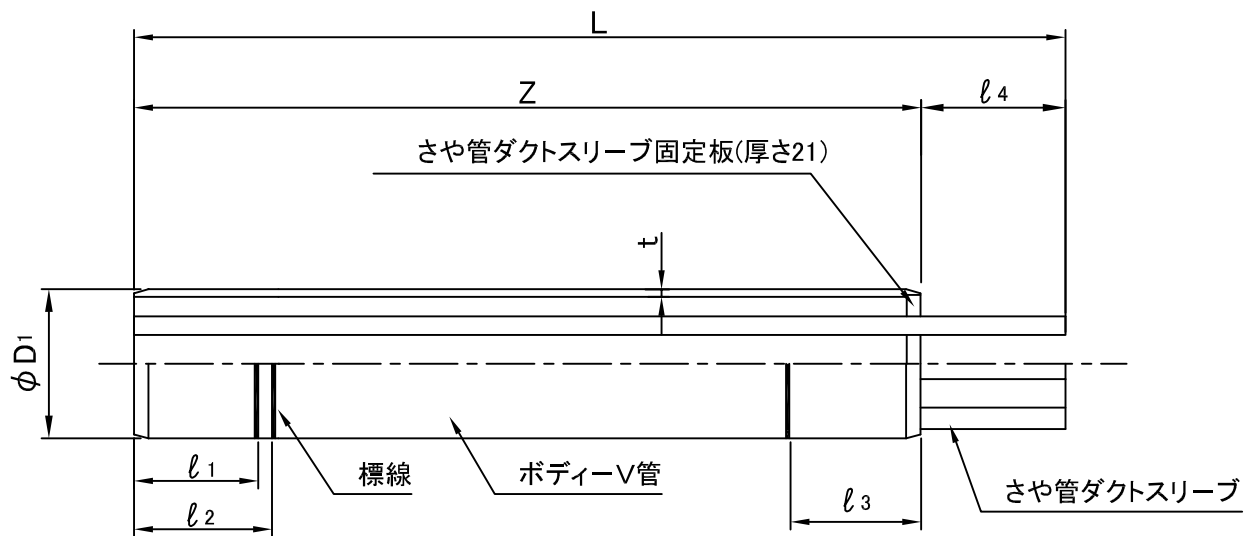 L
Z
ℓ4
さや管ダクトスリーブ固定板(厚さ21)
t
φD1
ℓ1
ℓ2
標線
ボディーV管
ℓ3
さや管ダクトスリーブ